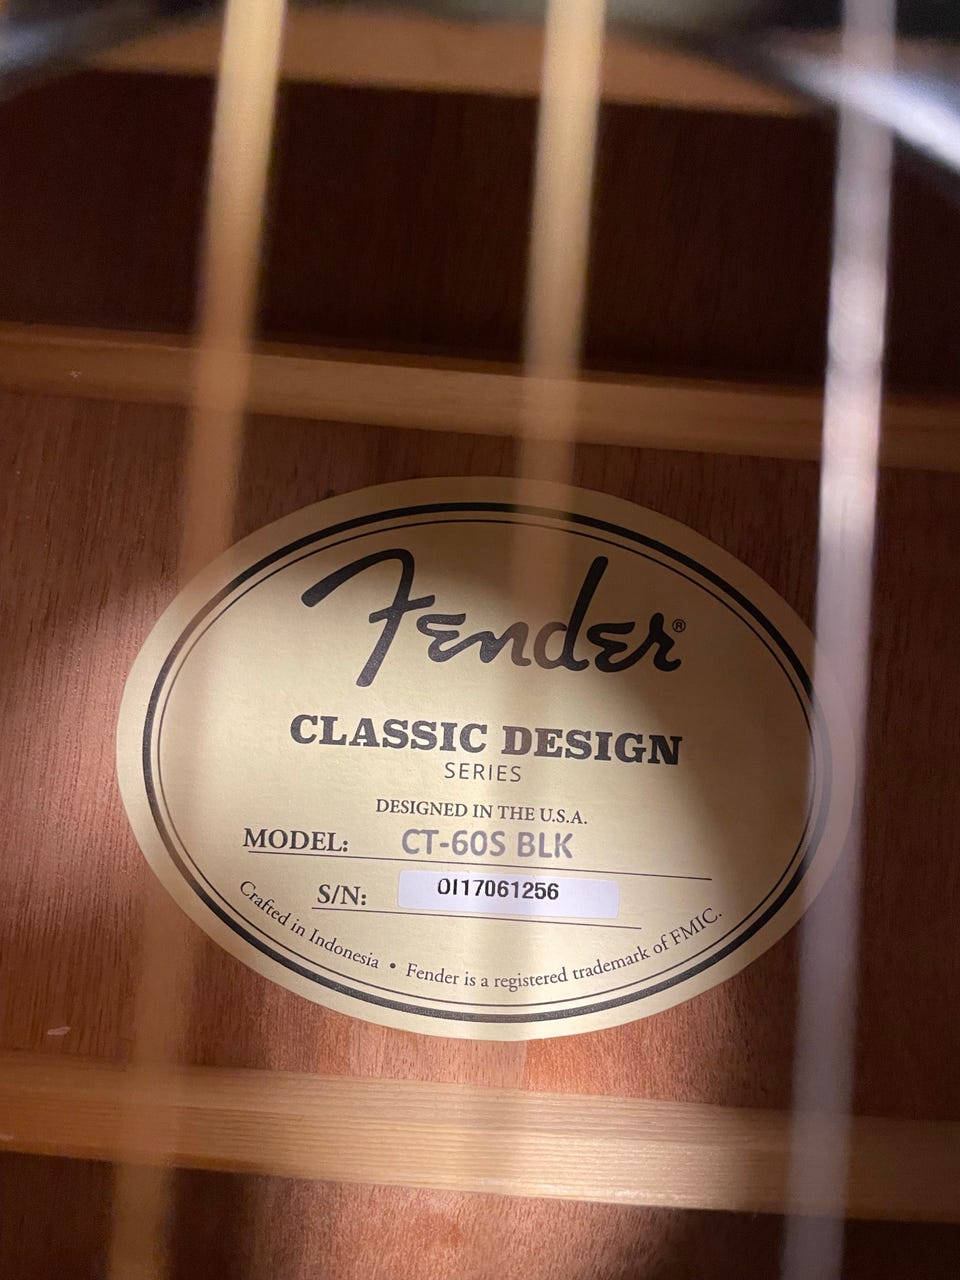 Fender®
CLASSIC DESIGN
SERIES
DESIGNED IN THE U.S.A.
MODEL: CT-60S BLK
S/N: OI17061256
Crafted in Indonesia • Fender is a registered trademark of FMIC.